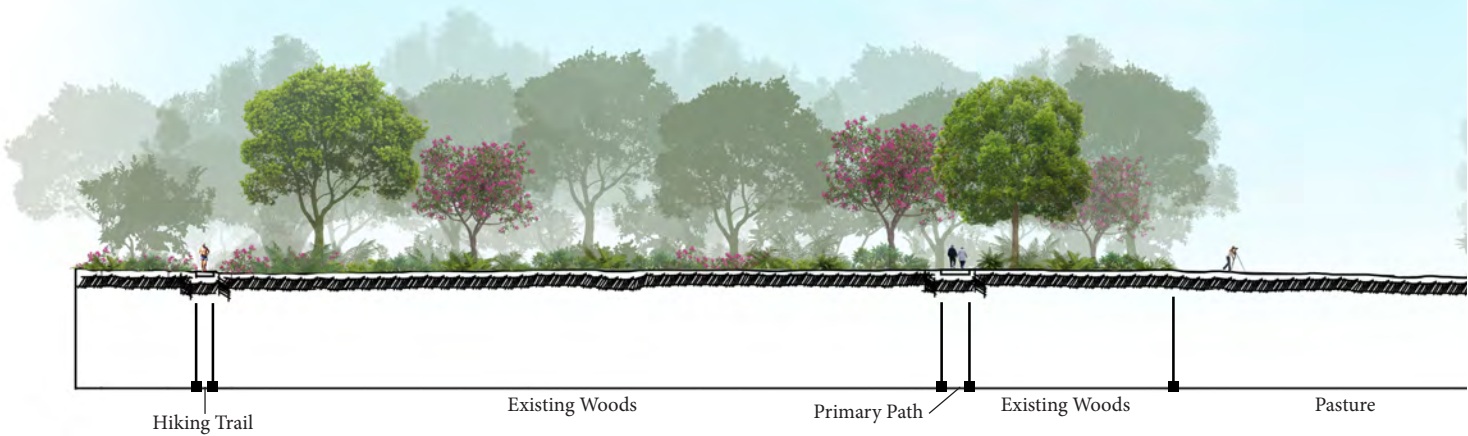 Existing Woods
Existing Woods
Pasture
Primary Path
Hiking Trail